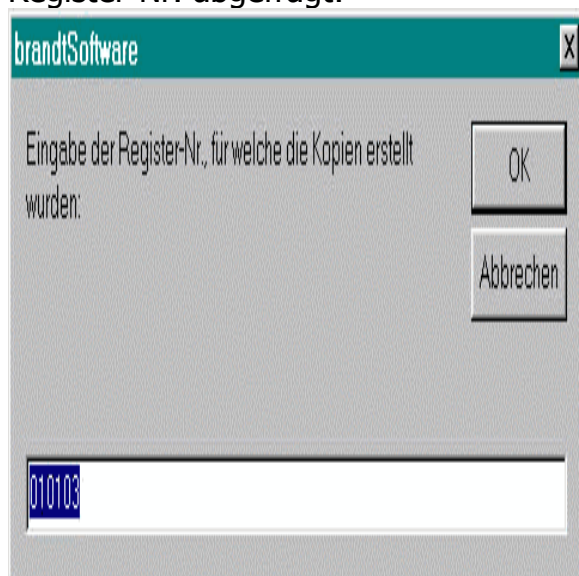 Register-Nr. abgefragt.
brandtSoftware
Eingabe der Register-Nr., für welche die Kopien erstellt
wurden:
OK
Abbrechen
010103